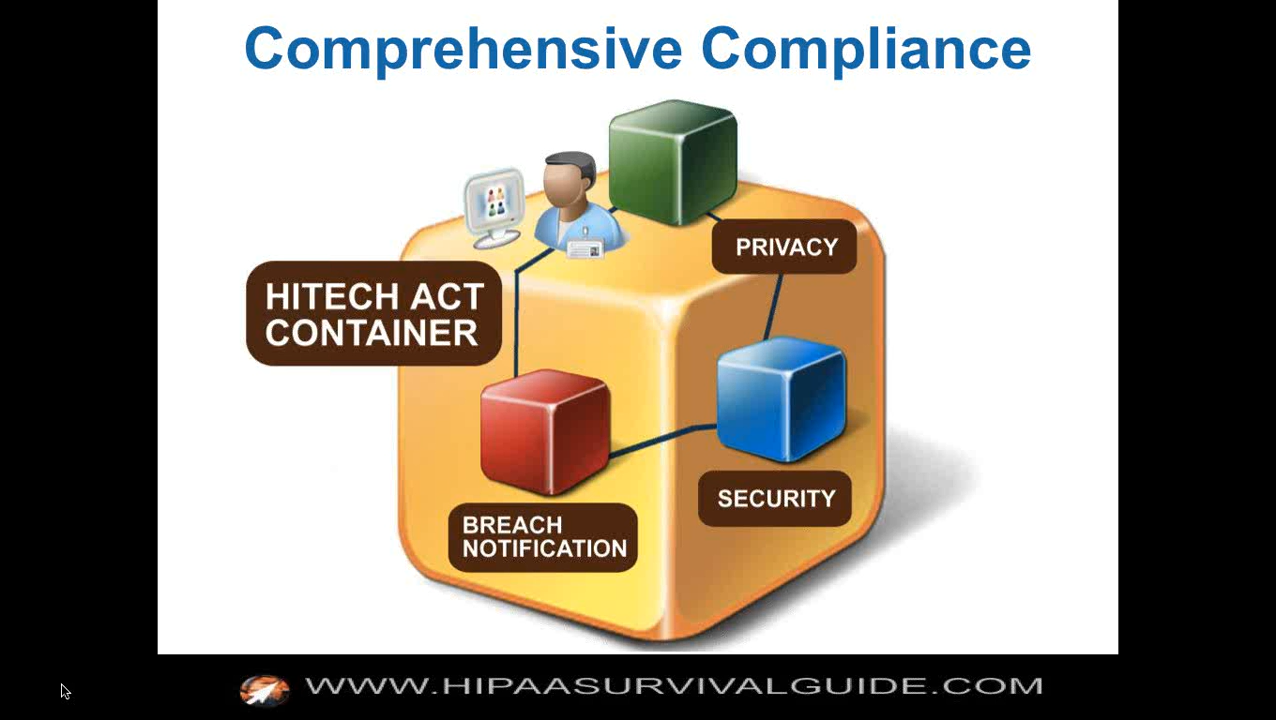 Comprehensive Compliance
PRIVACY
HITECH ACT
CONTAINER
SECURITY
BREACH
NOTIFICATION
WWW.HIPAASURVIVALGUIDE.COM